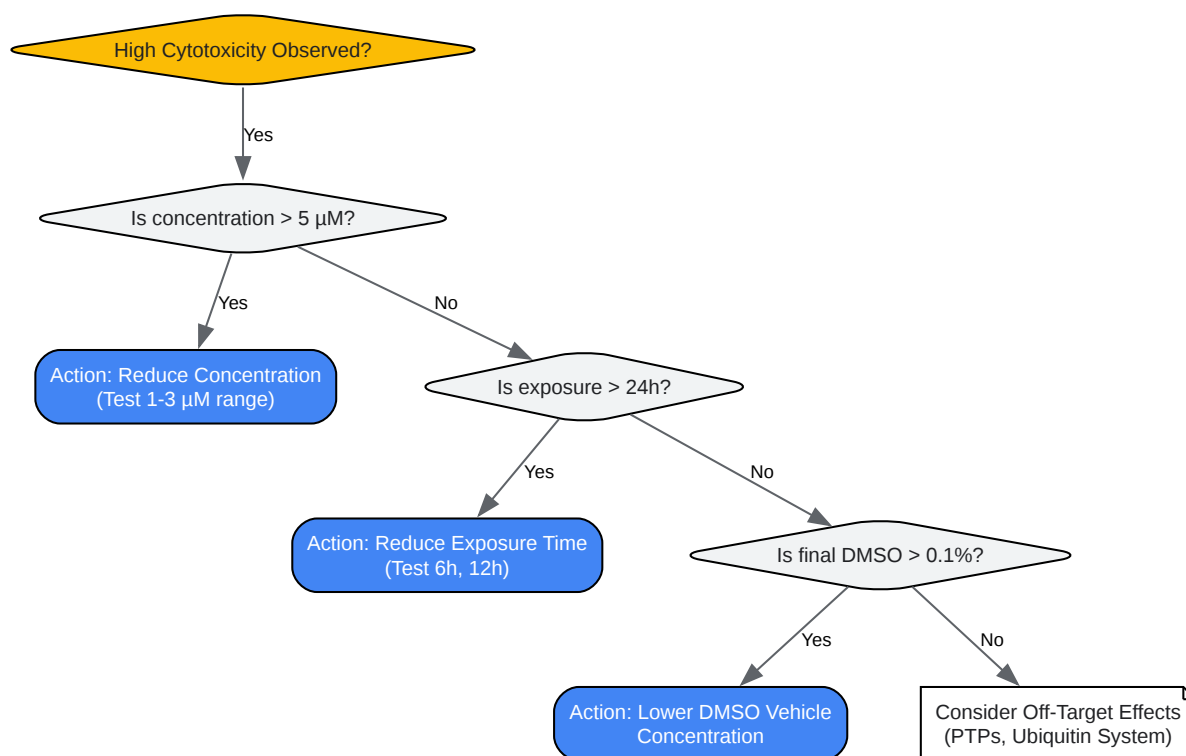 High Cytotoxicity Observed?
Yes
Is concentration > 5 µM?
Yes
No
Action: Reduce Concentration
(Test 1-3 µM range)
Is exposure > 24h?
Yes
No
Action: Reduce Exposure Time
(Test 6h, 12h)
Is final DMSO > 0.1%?
Yes
No
Action: Lower DMSO Vehicle
Concentration
Consider Off-Target Effects
(PTPs, Ubiquitin System)